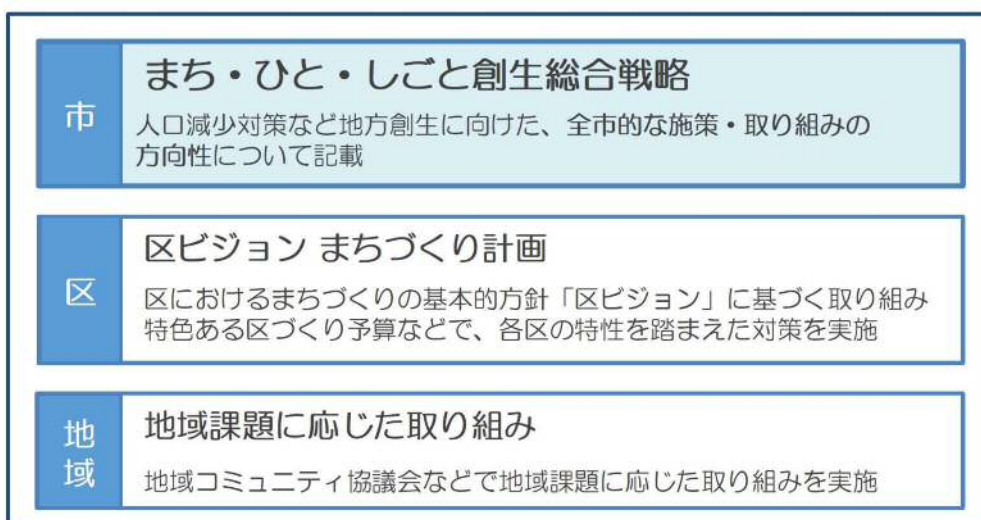 市
まち・ひと・しごと創生総合戦略
人口減少対策など地方創生に向けた、全市的な施策・取り組みの
方向性について記載
区
区ビジョン まちづくり計画
区におけるまちづくりの基本的方針「区ビジョン」に基づく取り組み
特色ある区づくり予算などで、各区の特性を踏まえた対策を実施
地域
地域課題に応じた取り組み
地域コミュニティ協議会などで地域課題に応じた取り組みを実施